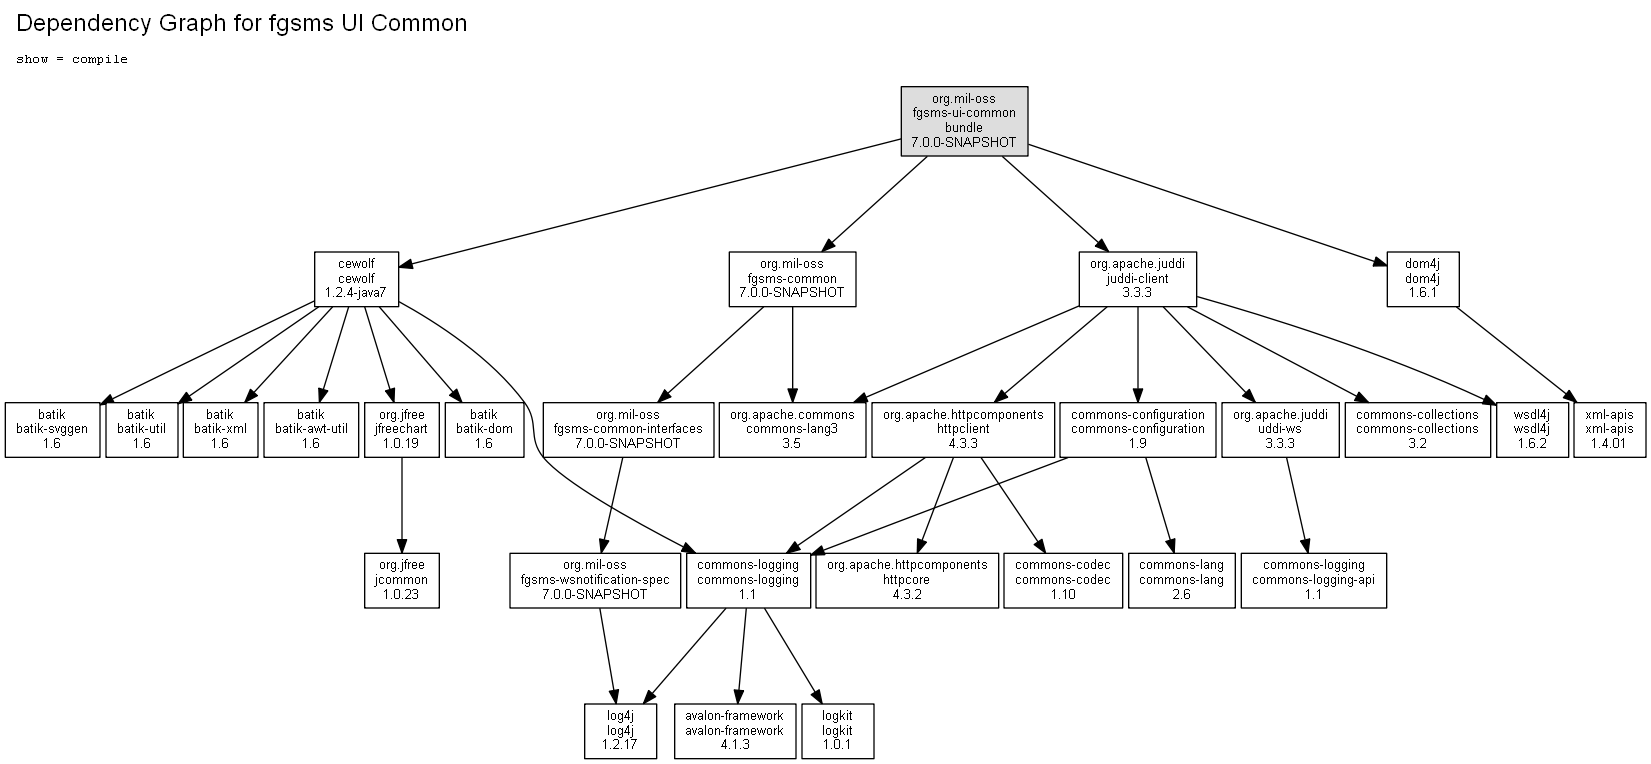 Dependency Graph for fgsms UI Common
show = compile
org.mil-oss
fgsms-ui-common
bundle
7.0.0-SNAPSHOT
cewolf
cewolf
1.2.4-java7
org.mil-oss
fgsms-common
7.0.0-SNAPSHOT
org.apache.juddi
juddi-client
3.3.3
dom4j
dom4j
1.6.1
batik
batik-svggen
1.6
batik
batik-util
1.6
batik
batik-xml
1.6
batik
batik-awt-util
1.6
org.jfree
jfreechart
1.0.19
batik
batik-dom
1.6
org.mil-oss
fgsms-common-interfaces
7.0.0-SNAPSHOT
org.apache.commons
commons-lang3
3.5
org.apache.httpcomponents
httpclient
4.3.3
commons-configuration
commons-configuration
1.9
org.apache.juddi
uddi-ws
3.3.3
commons-collections
commons-collections
3.2
wsdl4j
wsdl4j
1.6.2
xml-apis
xml-apis
1.4.01
org.jfree
jcommon
1.0.23
org.mil-oss
fgsms-wsnotification-spec
7.0.0-SNAPSHOT
commons-logging
commons-logging
1.1
org.apache.httpcomponents
httpcore
4.3.2
commons-codec
commons-codec
1.10
commons-lang
commons-lang
2.6
commons-logging
commons-logging-api
1.1
log4j
log4j
1.2.17
avalon-framework
avalon-framework
4.1.3
logkit
logkit
1.0.1